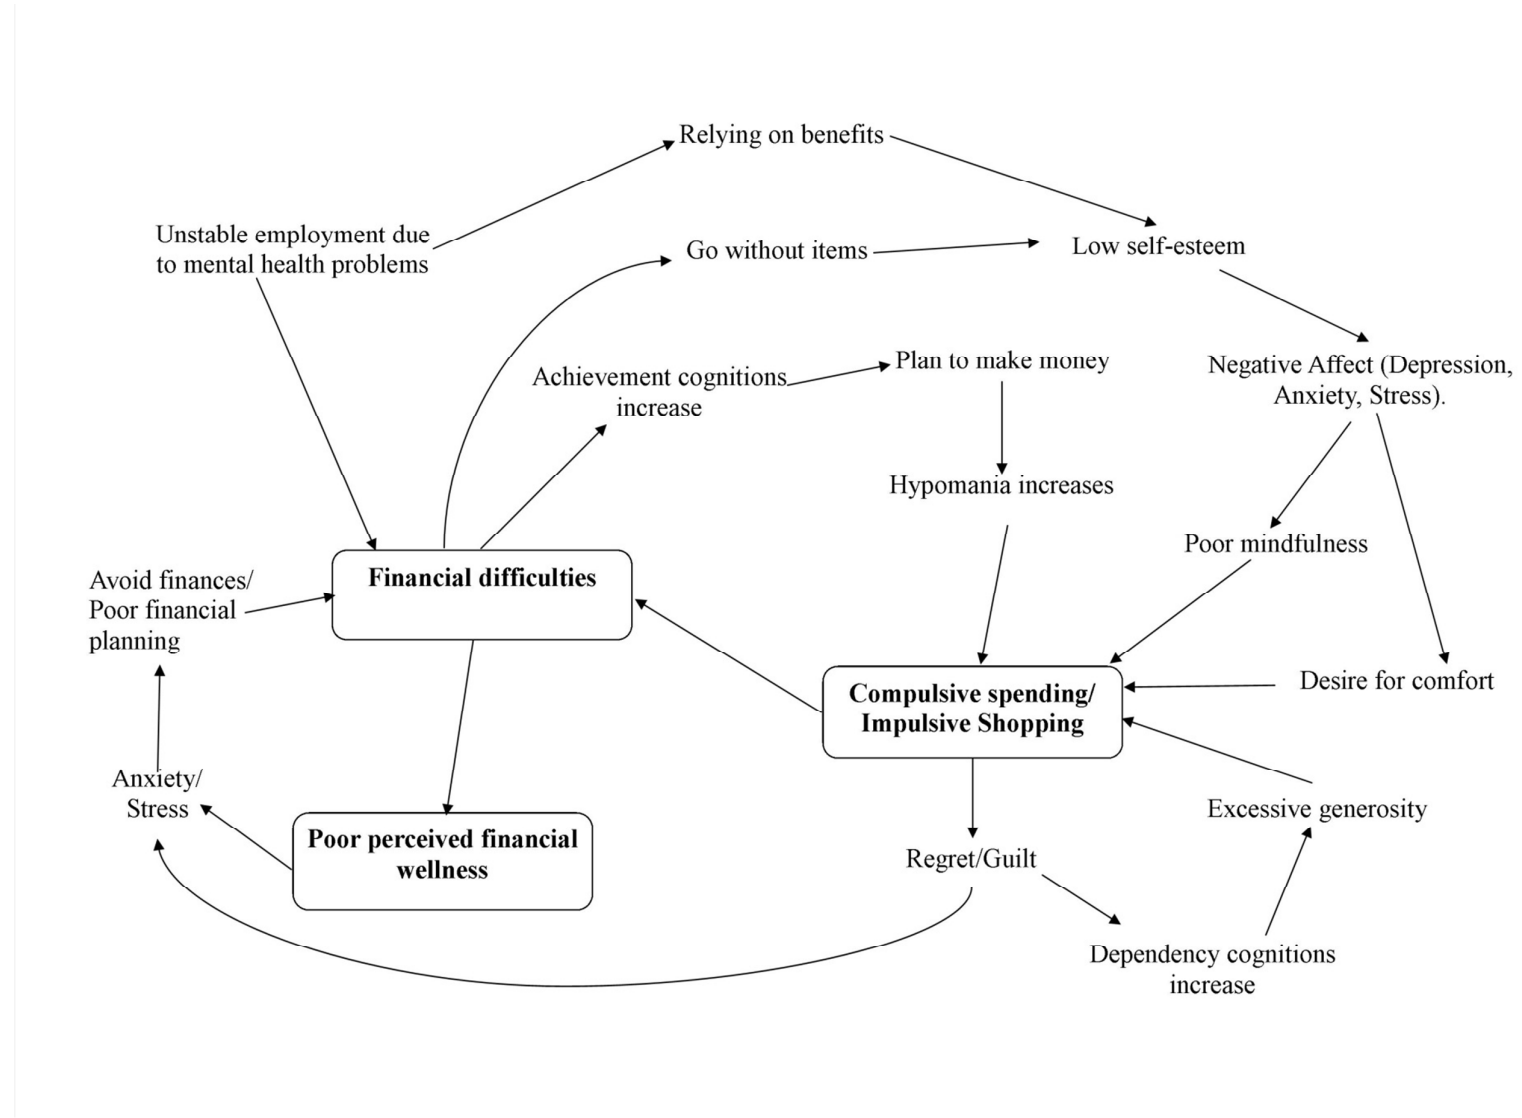 Relying on benefits
Unstable employment due
to mental health problems
Go without items
Low self-esteem
Achievement cognitions
increase
Plan to make money
Negative Affect (Depression,
Anxiety, Stress).
Hypomania increases
Poor mindfulness
Financial difficulties
Avoid finances/
Poor financial
planning
Compulsive spending/
Impulsive Shopping
Desire for comfort
Anxiety/
Stress
Poor perceived financial
wellness
Excessive generosity
Regret/Guilt
Dependency cognitions
increase